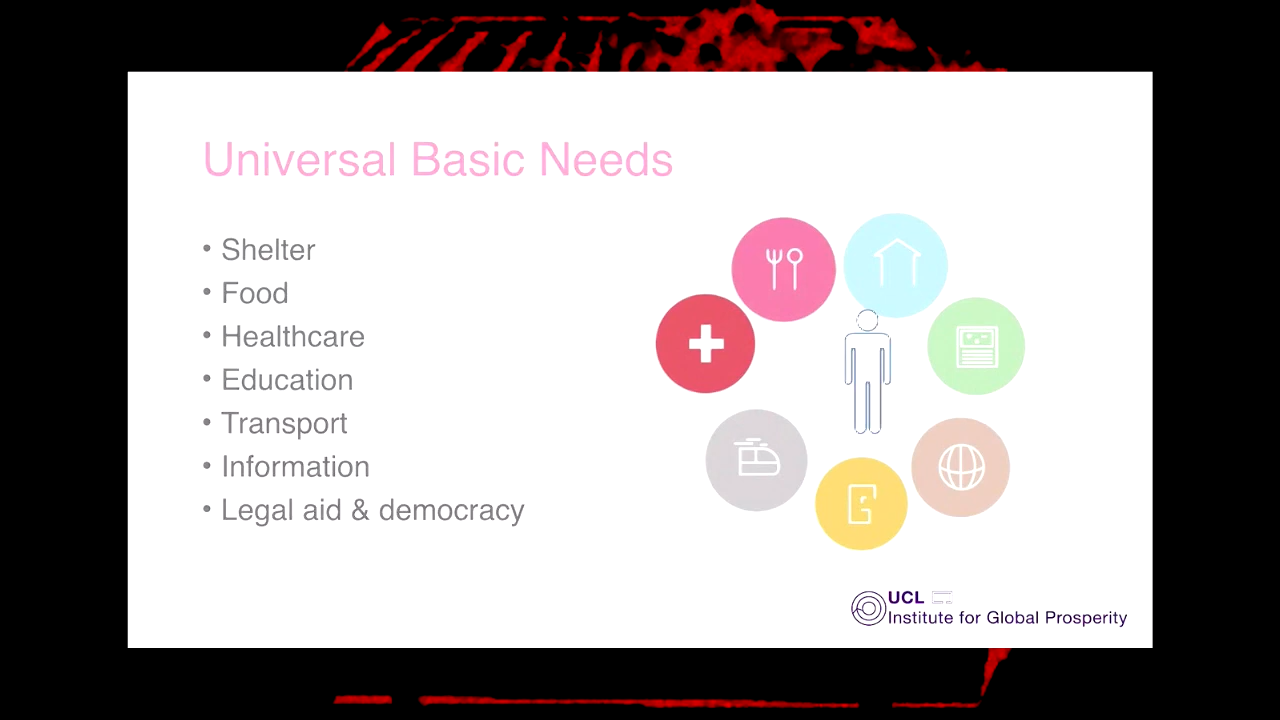 Universal Basic Needs
• Shelter
• Food
• Healthcare
• Education
• Transport
• Information
• Legal aid & democracy
UCL
Institute for Global Prosperity